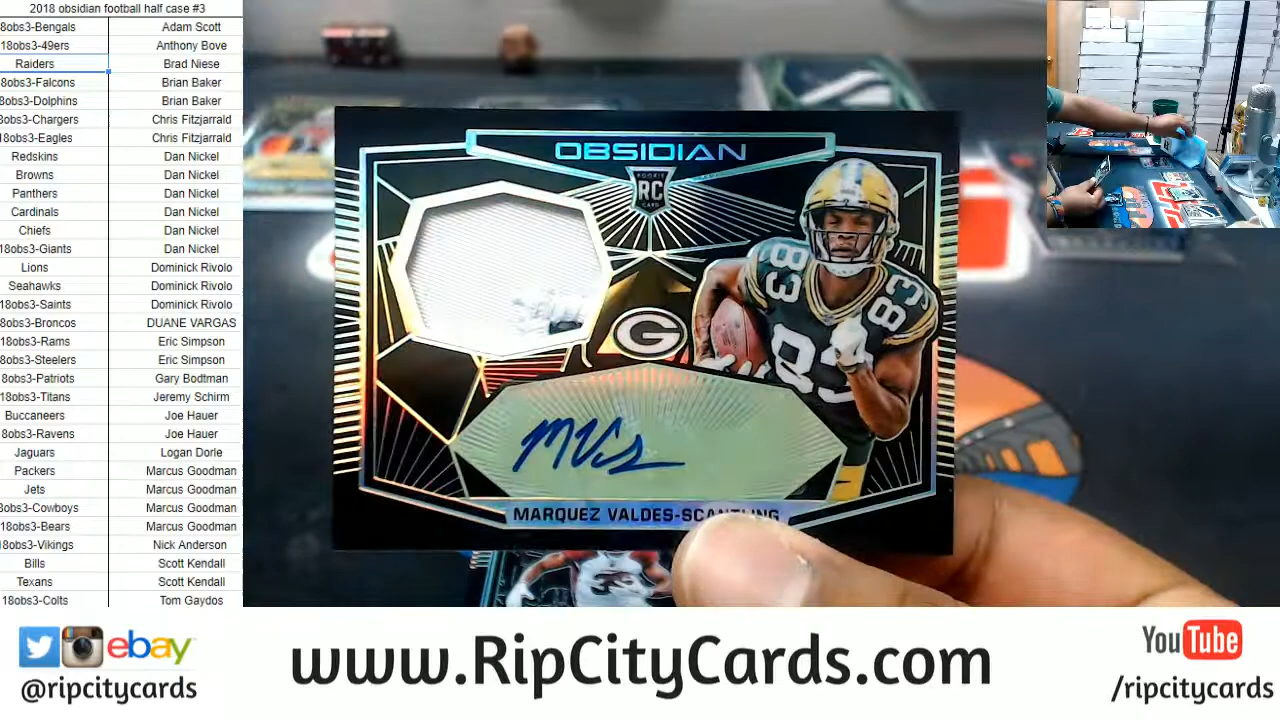 2018 obsidian football half case #3
8obs3-Bengals Adam Scott
18obs3-49ers Anthony Bove
Raiders Brad Niese
8obs3-Falcons Brian Baker
8obs3-Dolphins Brian Baker
8obs3-Chargers Chris Fitzjarrald
8obs3-Eagles Chris Fitzjarrald
Redskins Dan Nickel
Browns Dan Nickel
Panthers Dan Nickel
Cardinals Dan Nickel
Chiefs Dan Nickel
18obs3-Giants Dan Nickel
Lions Dominick Rivolo
Seahawks Dominick Rivolo
18obs3-Saints Dominick Rivolo
8obs3-Broncos DUANE VARGAS
18obs3-Rams Eric Simpson
8obs3-Steelers Eric Simpson
8obs3-Patriots Gary Bodtman
18obs3-Titans Jeremy Schirm
Buccaneers Joe Hauer
8obs3-Ravens Joe Hauer
Jaguars Logan Dorle
Packers Marcus Goodman
Jets Marcus Goodman
8obs3-Cowboys Marcus Goodman
18obs3-Bears Marcus Goodman
8obs3-Vikings Nick Anderson
Bills Scott Kendall
Texans Scott Kendall
18obs3-Colts Tom Gaydos
OBSIDIAN
ROOKIE
RC
CARD
83
83
83
G
MVS
MARQUEZ VALDES-SCANTLING
ebay
@ripcitycards
www.RipCityCards.com
YouTube
/ripcitycards